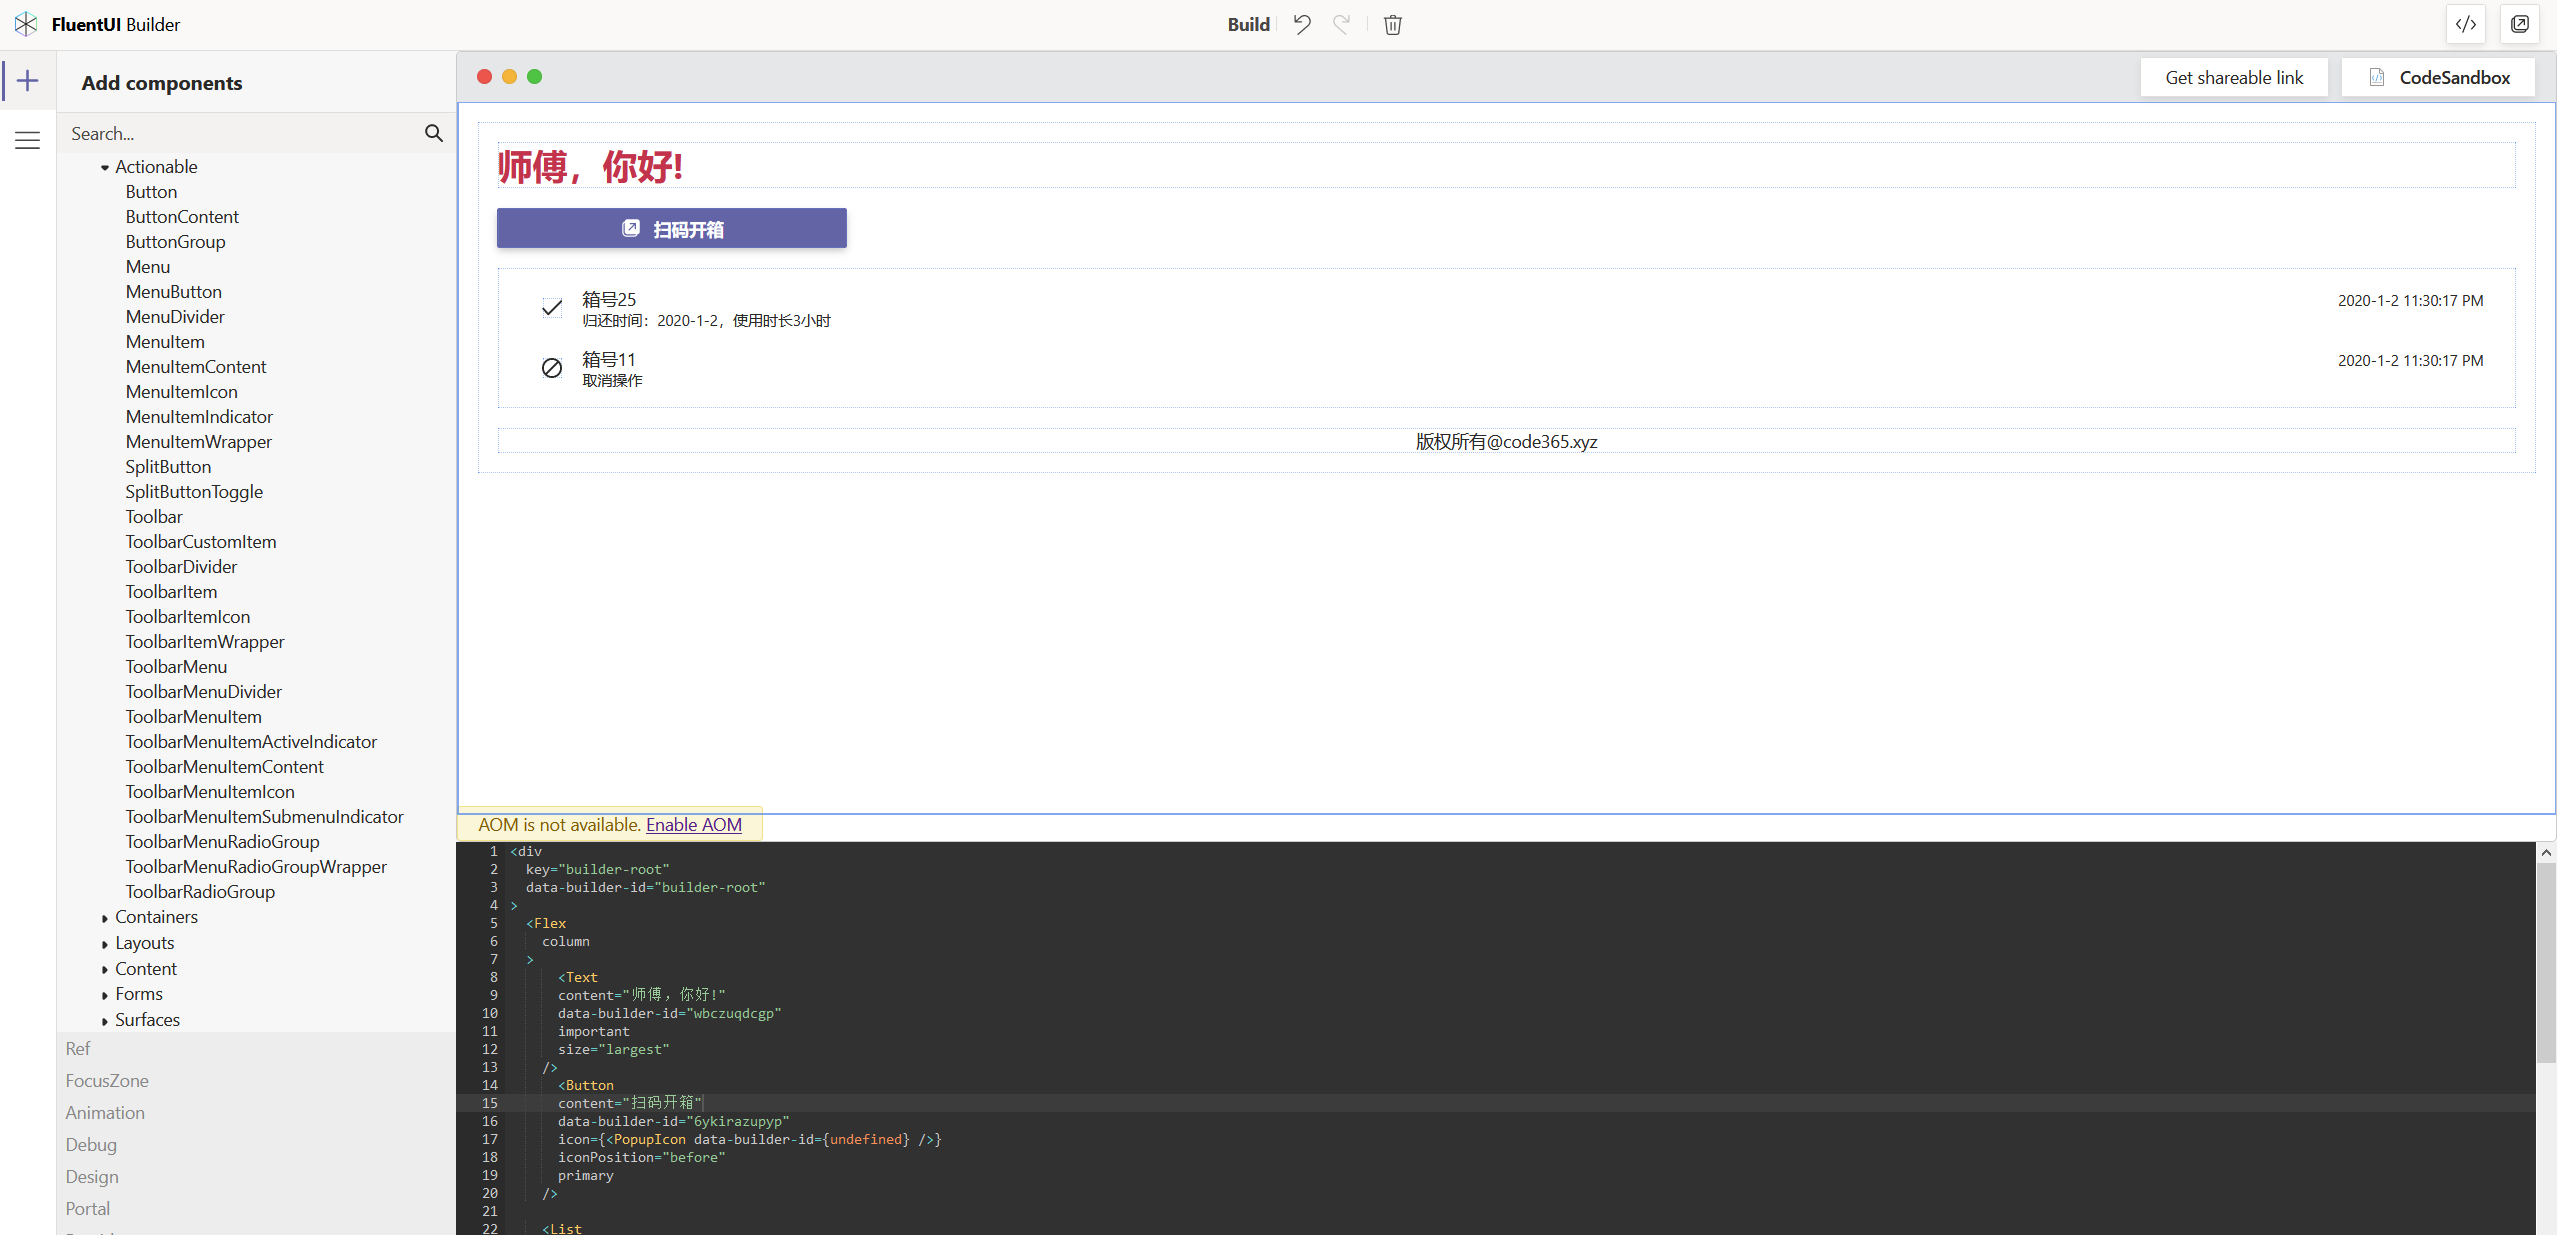 FluentUI Builder
Build
Add components
Search...
Actionable
Button
ButtonContent
ButtonGroup
Menu
MenuButton
MenuDivider
MenuItem
MenuItemContent
MenuItemIcon
MenuItemIndicator
MenuItemWrapper
SplitButton
SplitButtonToggle
Toolbar
ToolbarCustomItem
ToolbarDivider
ToolbarItem
ToolbarItemIcon
ToolbarItemWrapper
ToolbarMenu
ToolbarMenuDivider
ToolbarMenuItem
ToolbarMenuItemActiveIndicator
ToolbarMenuItemContent
ToolbarMenuItemIcon
ToolbarMenuItemSubmenuIndicator
ToolbarMenuRadioGroup
ToolbarMenuRadioGroupWrapper
ToolbarRadioGroup
Containers
Layouts
Content
Forms
Surfaces
Ref
FocusZone
Animation
Debug
Design
Portal
Get shareable link
CodeSandbox
师傅，你好!
扫码开箱
箱号25
2020-1-2 11:30:17 PM
归还时间：2020-1-2，使用时长3小时
箱号11
2020-1-2 11:30:17 PM
取消操作
版权所有@code365.xyz
AOM is not available. Enable AOM
1 <div
2 key="builder-root"
3 data-builder-id="builder-root"
4 >
5 <Flex
6 column
7 >
8 <Text
9 content="师傅，你好!"
10 data-builder-id="wbczuqdcgp"
11 important
12 size="largest"
13 />
14 <Button
15 content="扫码开箱"
16 data-builder-id="6ykirazupyp"
17 icon={<PopupIcon data-builder-id={undefined} />}
18 iconPosition="before"
19 primary
20 />
21
22 <List